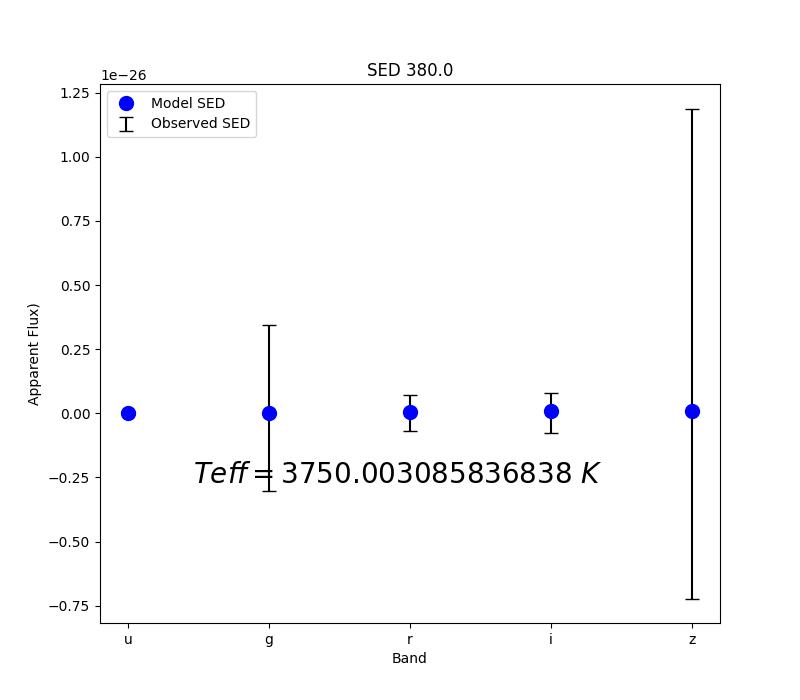 SED 380.0
1e−26
Model SED
Observed SED
1.25
1.00
0.75
0.50
0.25
0.00
−0.25
−0.50
−0.75
Apparent Flux)
Teff = 3750.003085836838 K
u g r i z
Band